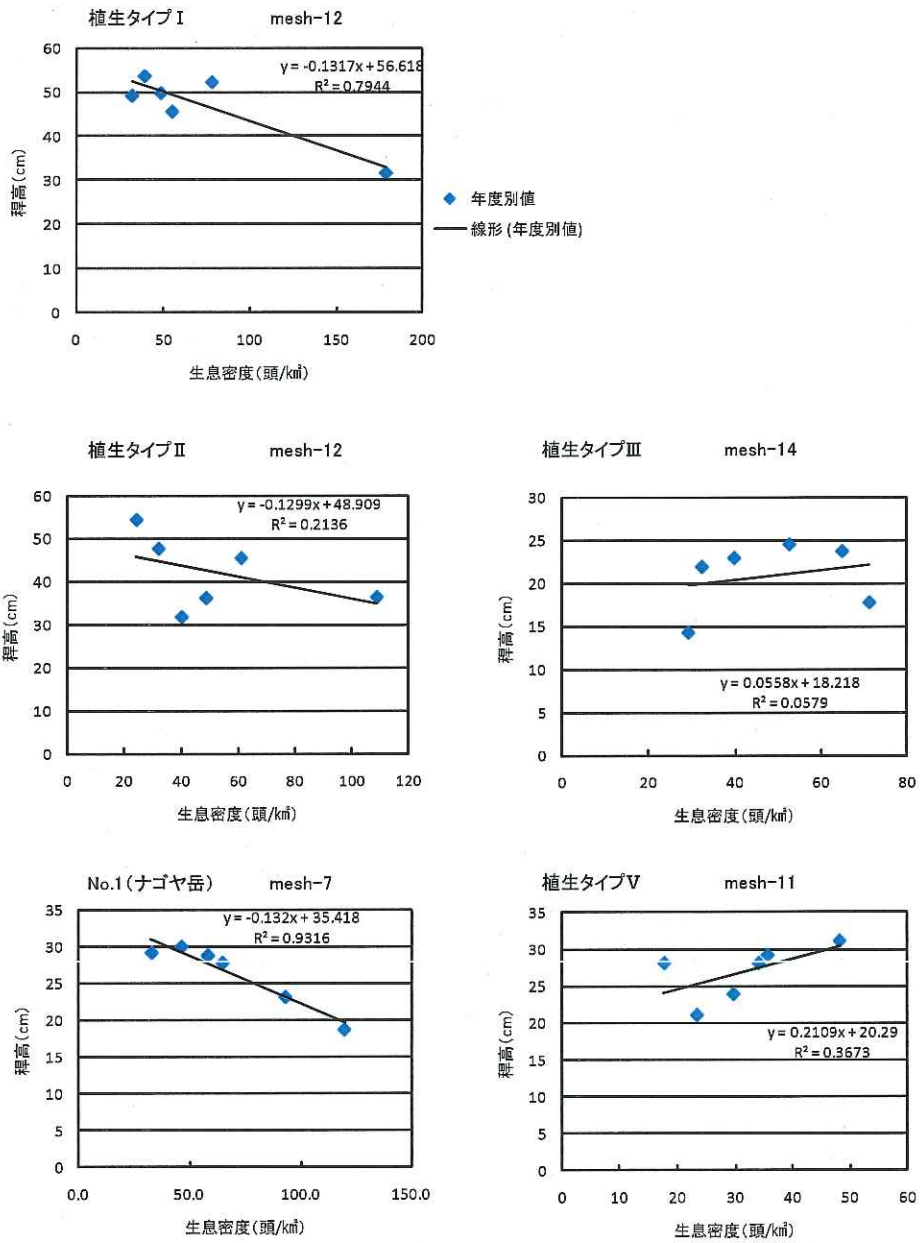 植生タイプⅠ mesh-12
y = -0.1317x + 56.618
R² = 0.7944
60
50
40
30
20
10
0
稈高(cm)
0 50 100 150 200
生息密度(頭/k㎡)
年度別値
線形 (年度別値)
植生タイプⅡ mesh-12
y = -0.1299x + 48.909
R² = 0.2136
60
50
40
30
20
10
0
稈高(cm)
0 20 40 60 80 100 120
生息密度(頭/k㎡)
植生タイプⅢ mesh-14
30
25
20
15
10
5
0
稈高(cm)
y = 0.0558x + 18.218
R² = 0.0579
0 20 40 60 80
生息密度(頭/k㎡)
No.1(ナゴヤ岳) mesh-7
y = -0.132x + 35.418
R² = 0.9316
35
30
25
20
15
10
5
0
稈高(cm)
0.0 50.0 100.0 150.0
生息密度(頭/k㎡)
植生タイプⅤ mesh-11
35
30
25
20
15
10
5
0
稈高(cm)
y = 0.2109x + 20.29
R² = 0.3673
0 10 20 30 40 50 60
生息密度(頭/k㎡)